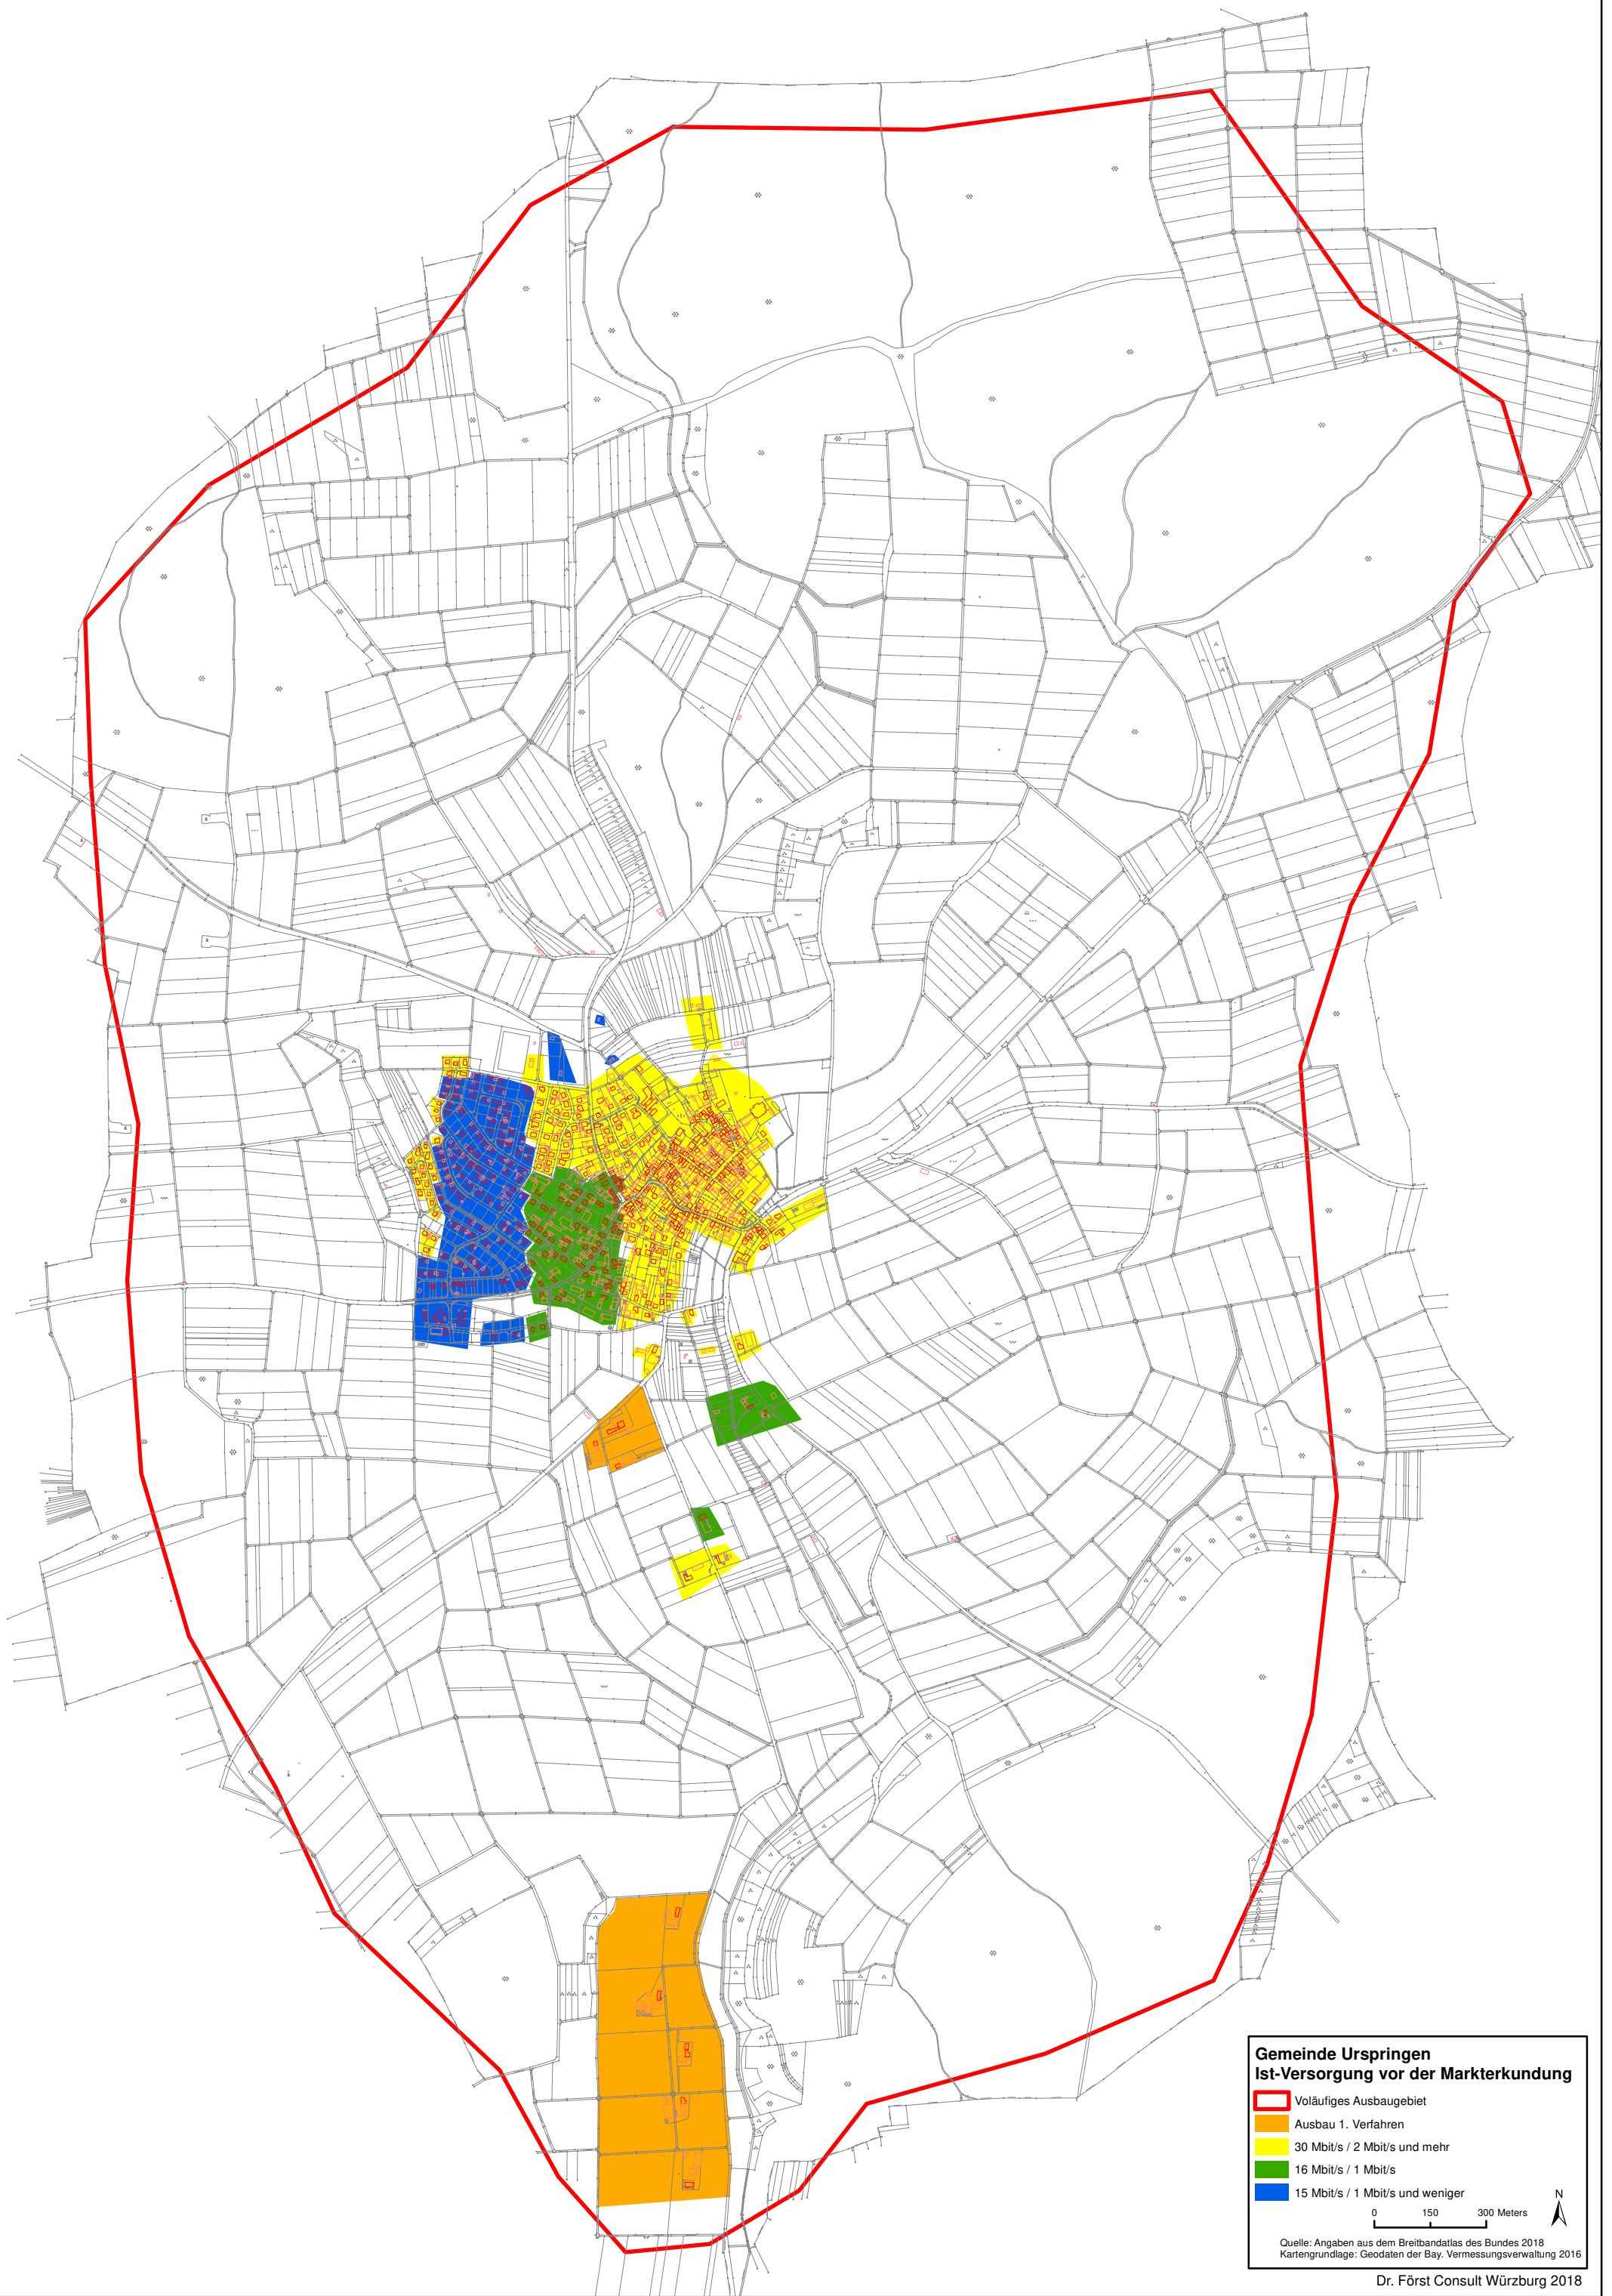 Gemeinde Urspringen
Ist-Versorgung vor der Markterkundung
Voläufiges Ausbaugebiet
Ausbau 1. Verfahren
30 Mbit/s / 2 Mbit/s und mehr
16 Mbit/s / 1 Mbit/s
15 Mbit/s / 1 Mbit/s und weniger
N
0 150 300 Meters
Quelle: Angaben aus dem Breitbandatlas des Bundes 2018
Kartengrundlage: Geodaten der Bay. Vermessungsverwaltung 2016
Dr. Först Consult Würzburg 2018